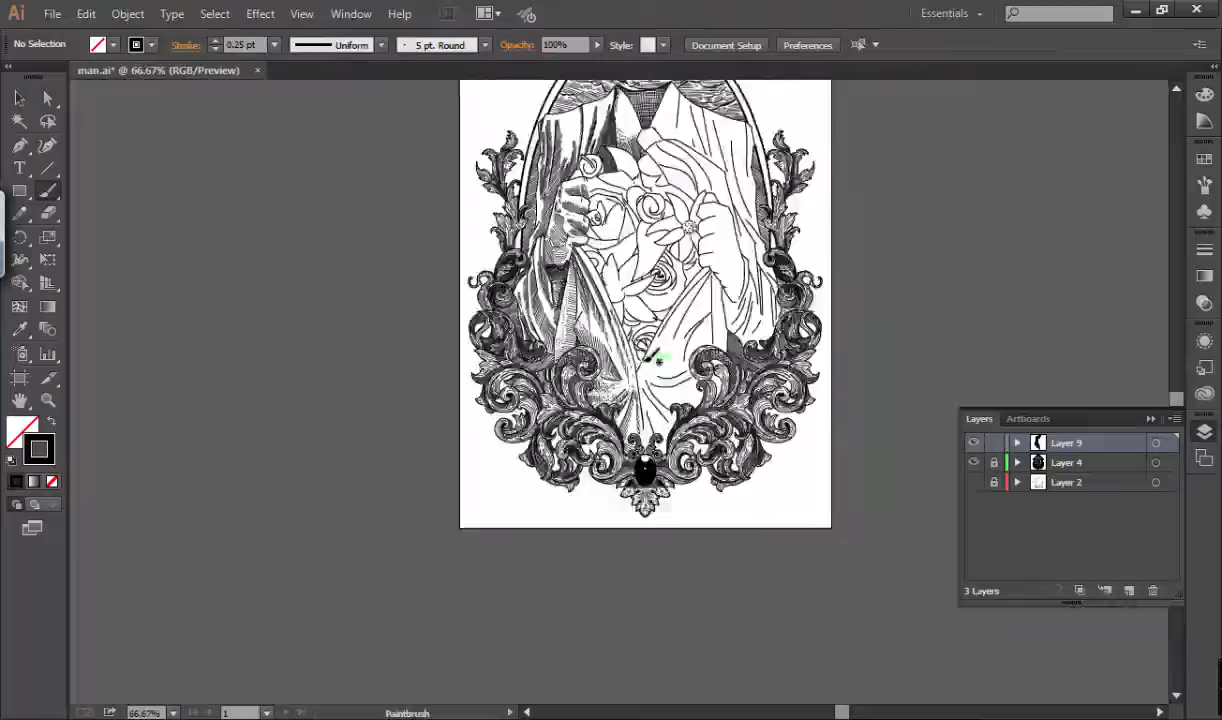 Ai File Edit Object Type Select Effect View Window Help Essentials
No Selection Stroke: 0.25 pt Uniform 5 pt. Round Opacity: 100% Style: Document Setup Preferences
man.ai* @ 66.67% (RGB/Preview) ×
Layers Artboards
Layer 9
Layer 4
Layer 2
3 Layers
66.67% 1 Paintbrush